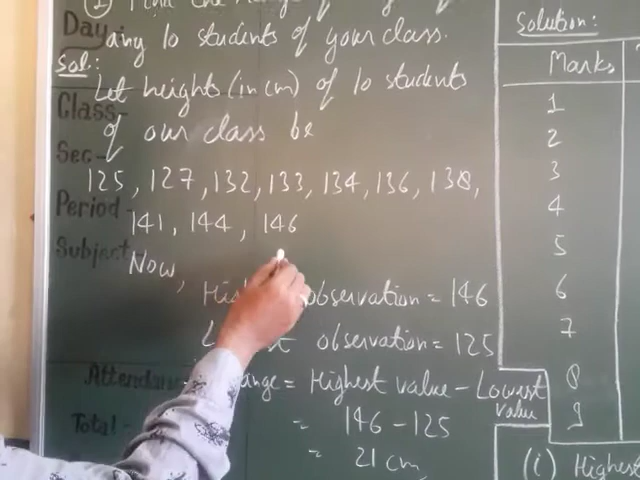 any 10 students of your class.
Sol:
Let heights (in cm) of 10 students
of our class be
125, 127, 132, 133, 134, 136, 138,
141, 144, 146
Now,
observation = 146
observation = 125
= Highest value - Lowest
value
= 146 - 125
= 21 cm
Day
Class-
Sec-
Period-
Subject
Attendance
Total-
Solution:
Marks
1
2
3
4
5
6
7
8
9
(i) Highest